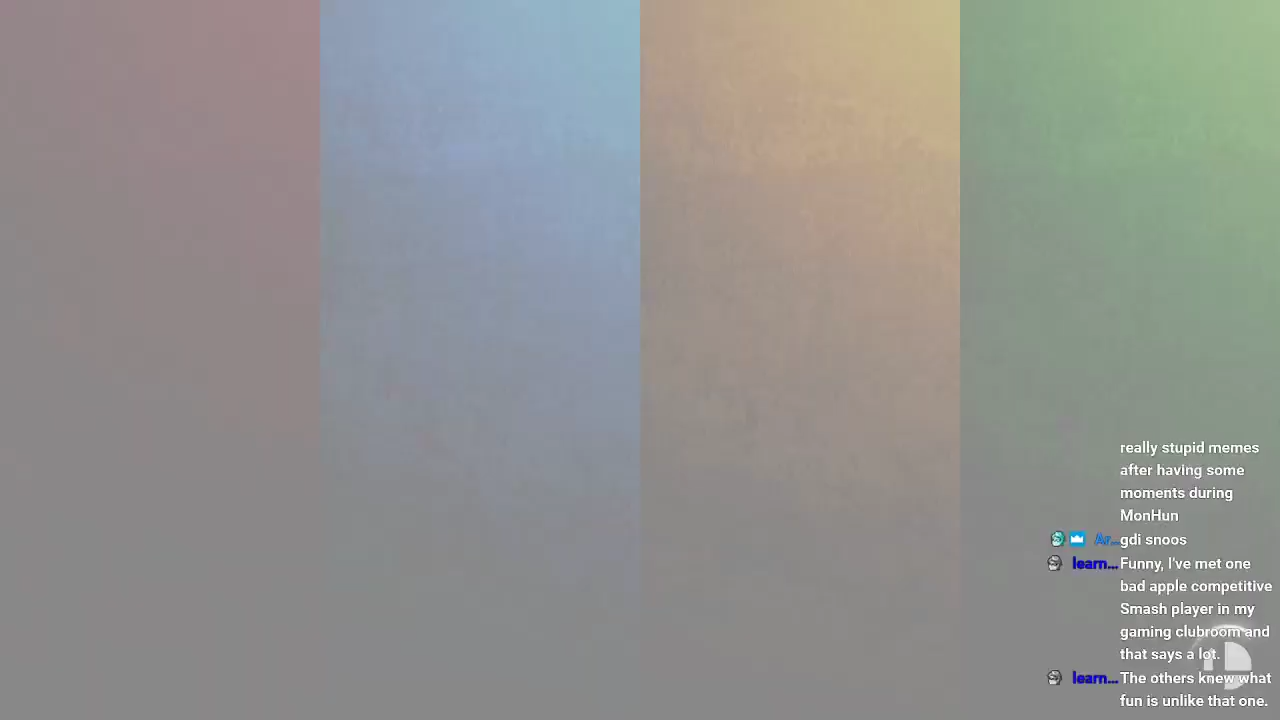 really stupid memes
after having some
moments during
MonHun
Ar...gdi snoos
learn...Funny, I've met one
bad apple competitive
Smash player in my
gaming clubroom and
that says a lot.
learn...The others knew what
fun is unlike that one.